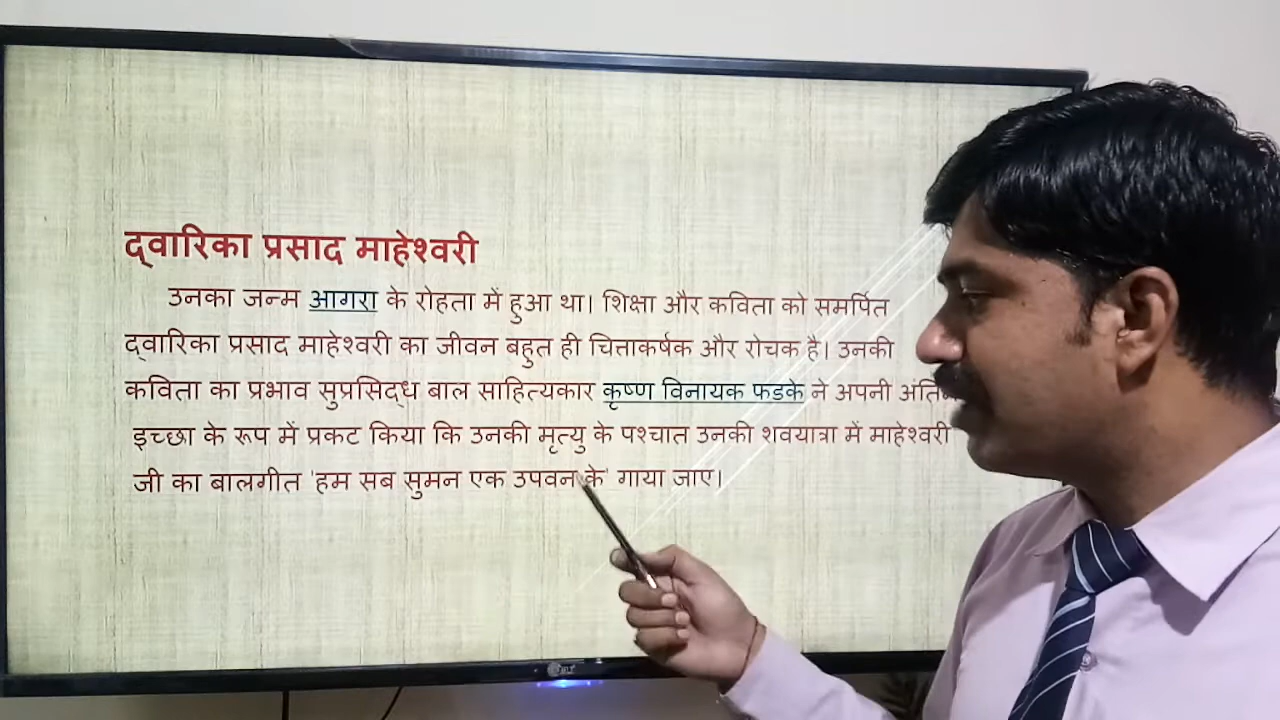 द्वारिका प्रसाद माहेश्वरी
उनका जन्म आगरा के रोहता में हुआ था। शिक्षा और कविता को समर्पित
द्वारिका प्रसाद माहेश्वरी का जीवन बहुत ही चित्ताकर्षक और रोचक है। उनकी
कविता का प्रभाव सुप्रसिद्ध बाल साहित्यकार कृष्ण विनायक फडके ने अपनी
इच्छा के रूप में प्रकट किया कि उनकी मृत्यु के पश्चात उनकी शवयात्रा में माहेश्वरी
जी का बालगीत 'हम सब सुमन एक उपवन के' गाया जाए।